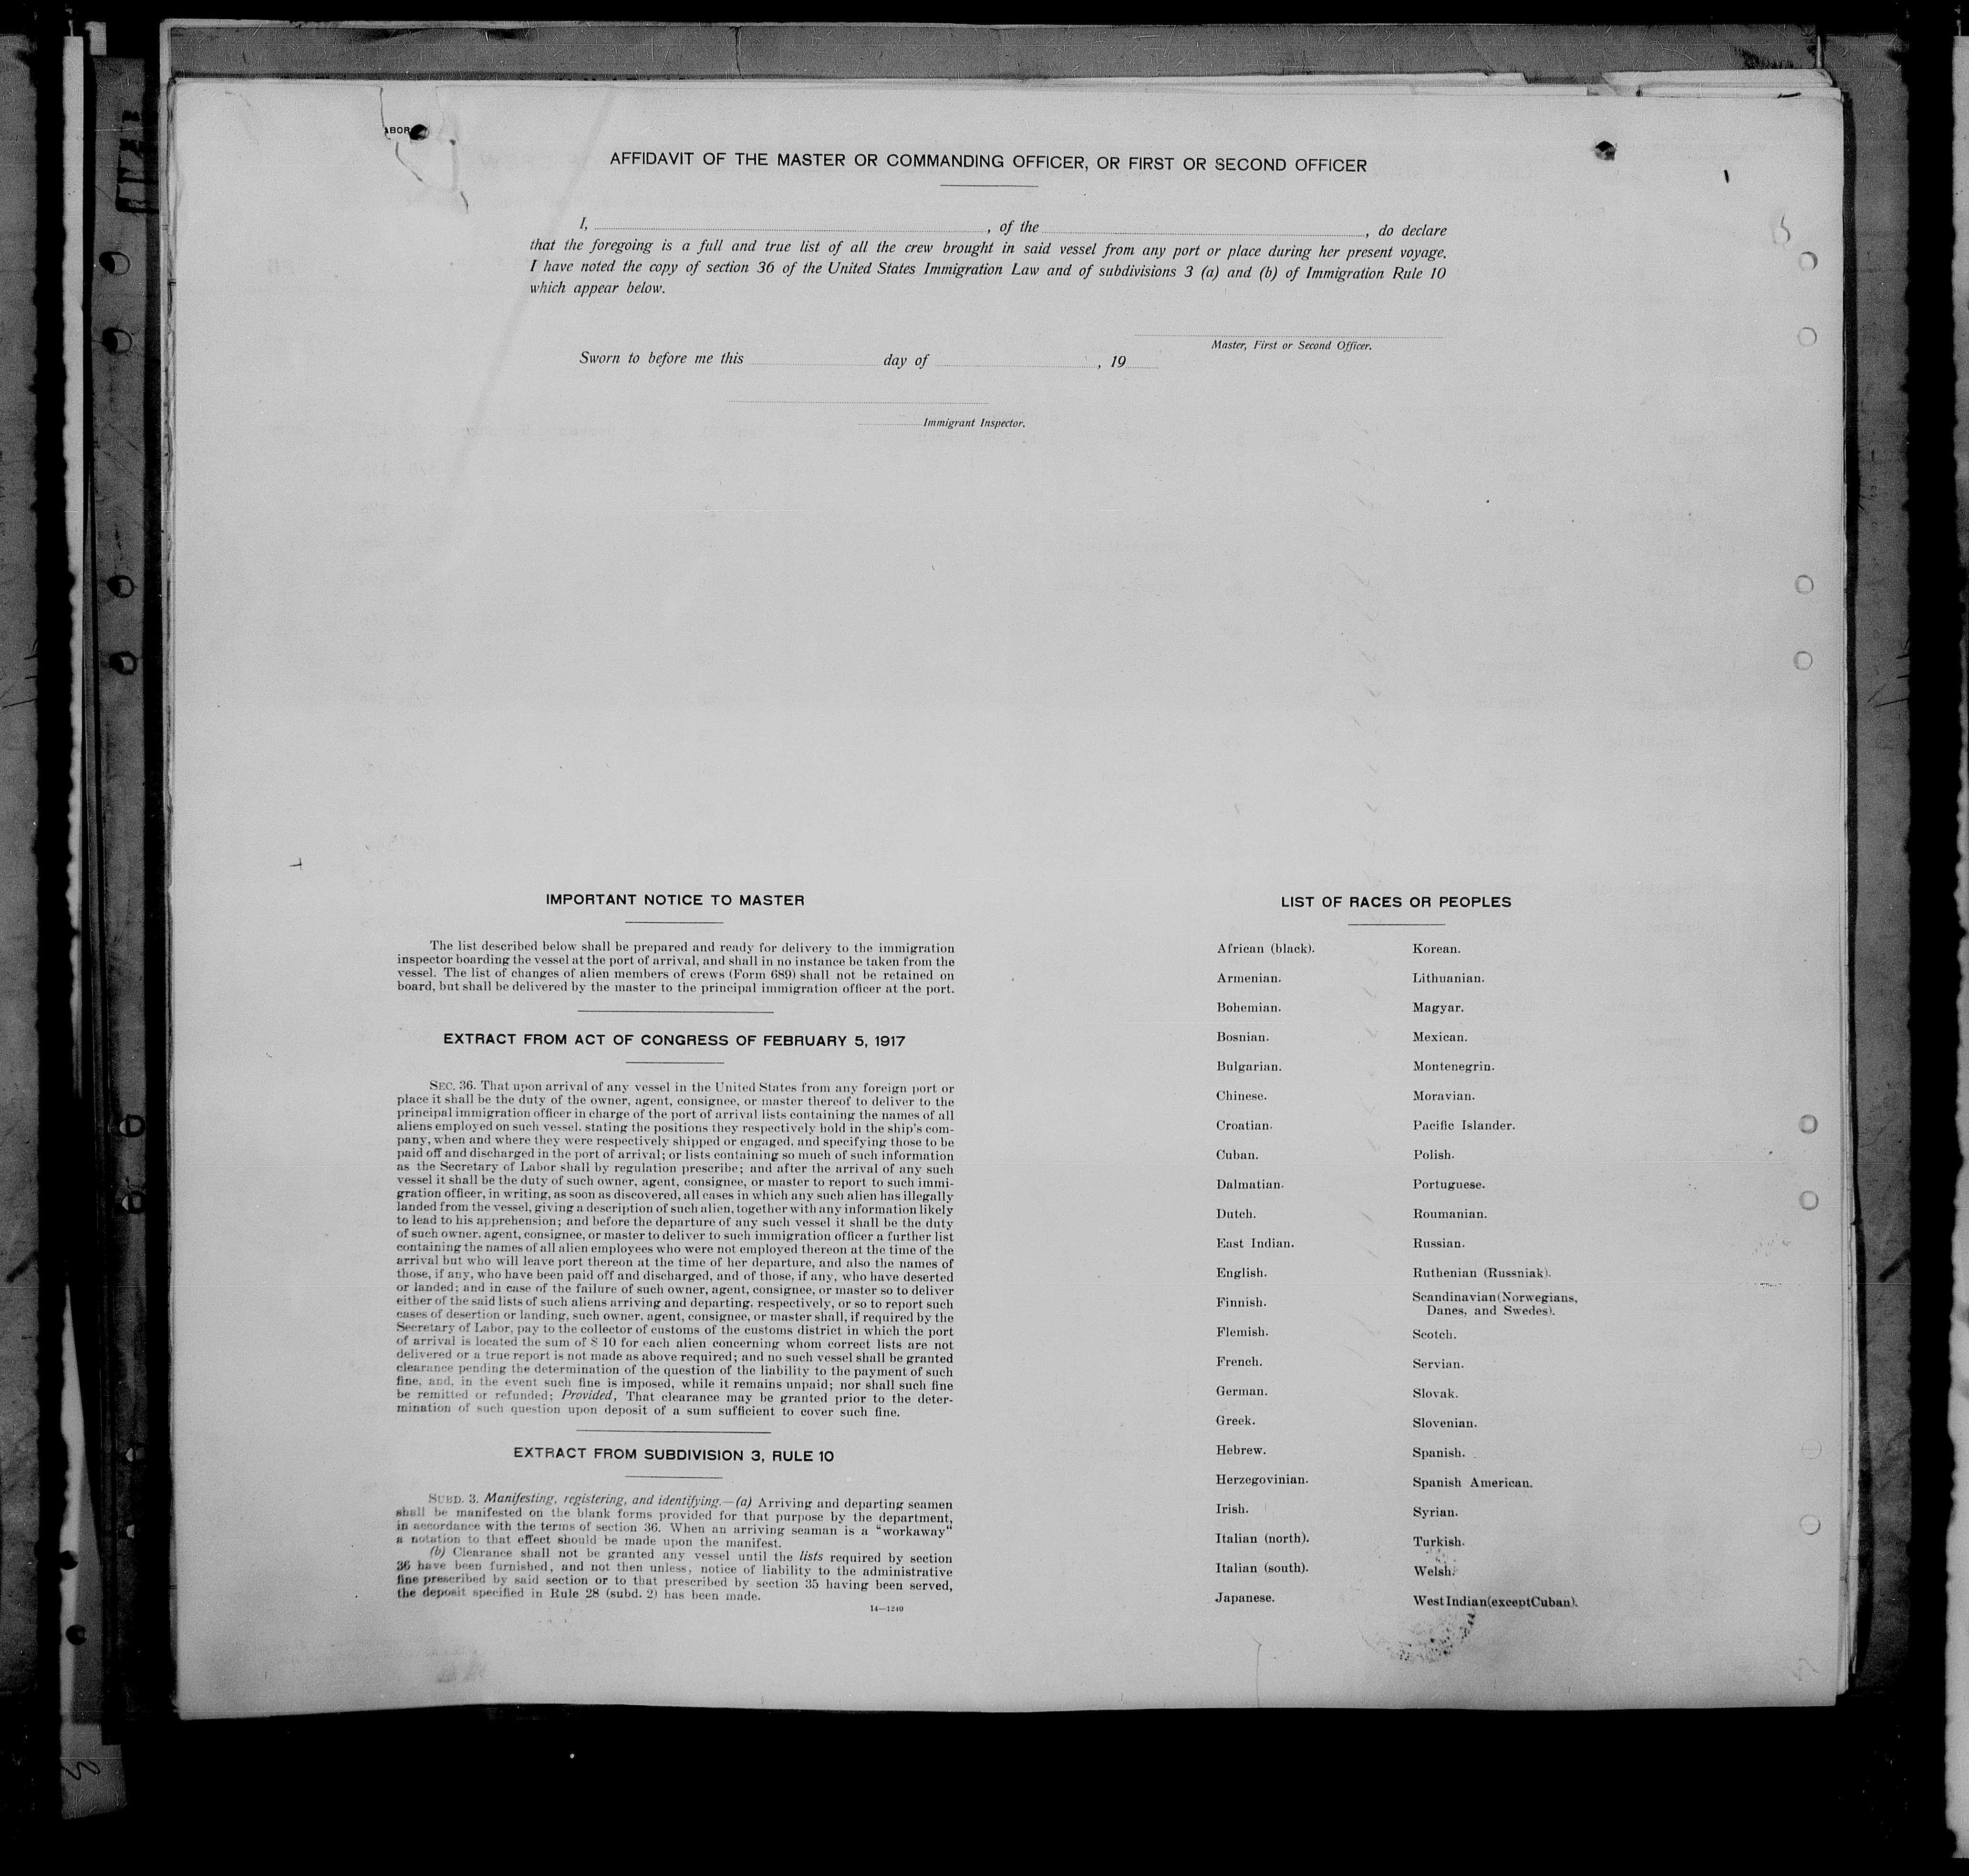 ABOR
AFFIDAVIT OF THE MASTER OR COMMANDING OFFICER, OR FIRST OR SECOND OFFICER
I, , of the , do declare
that the foregoing is a full and true list of all the crew brought in said vessel from any port or place during her present voyage.
I have noted the copy of section 36 of the United States Immigration Law and of subdivisions 3 (a) and (b) of Immigration Rule 10
which appear below.
Master, First or Second Officer.
Sworn to before me this day of , 19
Immigrant Inspector.
IMPORTANT NOTICE TO MASTER
The list described below shall be prepared and ready for delivery to the immigration
inspector boarding the vessel at the port of arrival, and shall in no instance be taken from the
vessel. The list of changes of alien members of crews (Form 689) shall not be retained on
board, but shall be delivered by the master to the principal immigration officer at the port.
EXTRACT FROM ACT OF CONGRESS OF FEBRUARY 5, 1917
SEC. 36. That upon arrival of any vessel in the United States from any foreign port or
place it shall be the duty of the owner, agent, consignee, or master thereof to deliver to the
principal immigration officer in charge of the port of arrival lists containing the names of all
aliens employed on such vessel, stating the positions they respectively hold in the ship's com-
pany, when and where they were respectively shipped or engaged, and specifying those to be
paid off and discharged in the port of arrival; or lists containing so much of such information
as the Secretary of Labor shall by regulation prescribe; and after the arrival of any such
vessel it shall be the duty of such owner, agent, consignee, or master to report to such immi-
gration officer, in writing, as soon as discovered, all cases in which any such alien has illegally
landed from the vessel, giving a description of such alien, together with any information likely
to lead to his apprehension; and before the departure of any such vessel it shall be the duty
of such owner, agent, consignee, or master to deliver to such immigration officer a further list
containing the names of all alien employees who were not employed thereon at the time of the
arrival but who will leave port thereon at the time of her departure, and also the names of
those, if any, who have been paid off and discharged, and of those, if any, who have deserted
or landed; and in case of the failure of such owner, agent, consignee, or master so to deliver
either of the said lists of such aliens arriving and departing, respectively, or so to report such
cases of desertion or landing, such owner, agent, consignee, or master shall, if required by the
Secretary of Labor, pay to the collector of customs of the customs district in which the port
of arrival is located the sum of $ 10 for each alien concerning whom correct lists are not
delivered or a true report is not made as above required; and no such vessel shall be granted
clearance pending the determination of the question of the liability to the payment of such
fine, and, in the event such fine is imposed, while it remains unpaid; nor shall such fine
be remitted or refunded; Provided, That clearance may be granted prior to the deter-
mination of such question upon deposit of a sum sufficient to cover such fine.
EXTRACT FROM SUBDIVISION 3, RULE 10
SUBD. 3. Manifesting, registering, and identifying.—(a) Arriving and departing seamen
shall be manifested on the blank forms provided for that purpose by the department,
in accordance with the terms of section 36. When an arriving seaman is a "workaway"
a notation to that effect should be made upon the manifest.
(b) Clearance shall not be granted any vessel until the lists required by section
36 have been furnished, and not then unless, notice of liability to the administrative
fine prescribed by said section or to that prescribed by section 35 having been served,
the deposit specified in Rule 28 (subd. 2) has been made.
14—1240
LIST OF RACES OR PEOPLES
African (black).
Armenian.
Bohemian.
Bosnian.
Bulgarian.
Chinese.
Croatian.
Cuban.
Dalmatian.
Dutch.
East Indian.
English.
Finnish.
Flemish.
French.
German.
Greek.
Hebrew.
Herzegovinian.
Irish.
Italian (north).
Italian (south).
Japanese.
Korean.
Lithuanian.
Magyar.
Mexican.
Montenegrin.
Moravian.
Pacific Islander.
Polish.
Portuguese.
Roumanian.
Russian.
Ruthenian (Russniak).
Scandinavian (Norwegians,
Danes, and Swedes).
Scotch.
Servian.
Slovak.
Slovenian.
Spanish.
Spanish American.
Syrian.
Turkish.
Welsh.
West Indian (except Cuban).